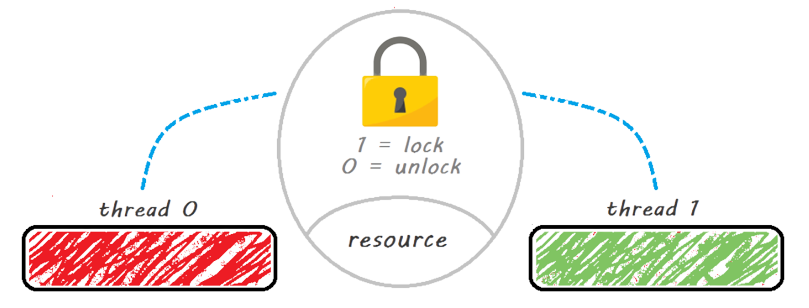 1 = lock
0 = unlock
thread 0
thread 1
resource